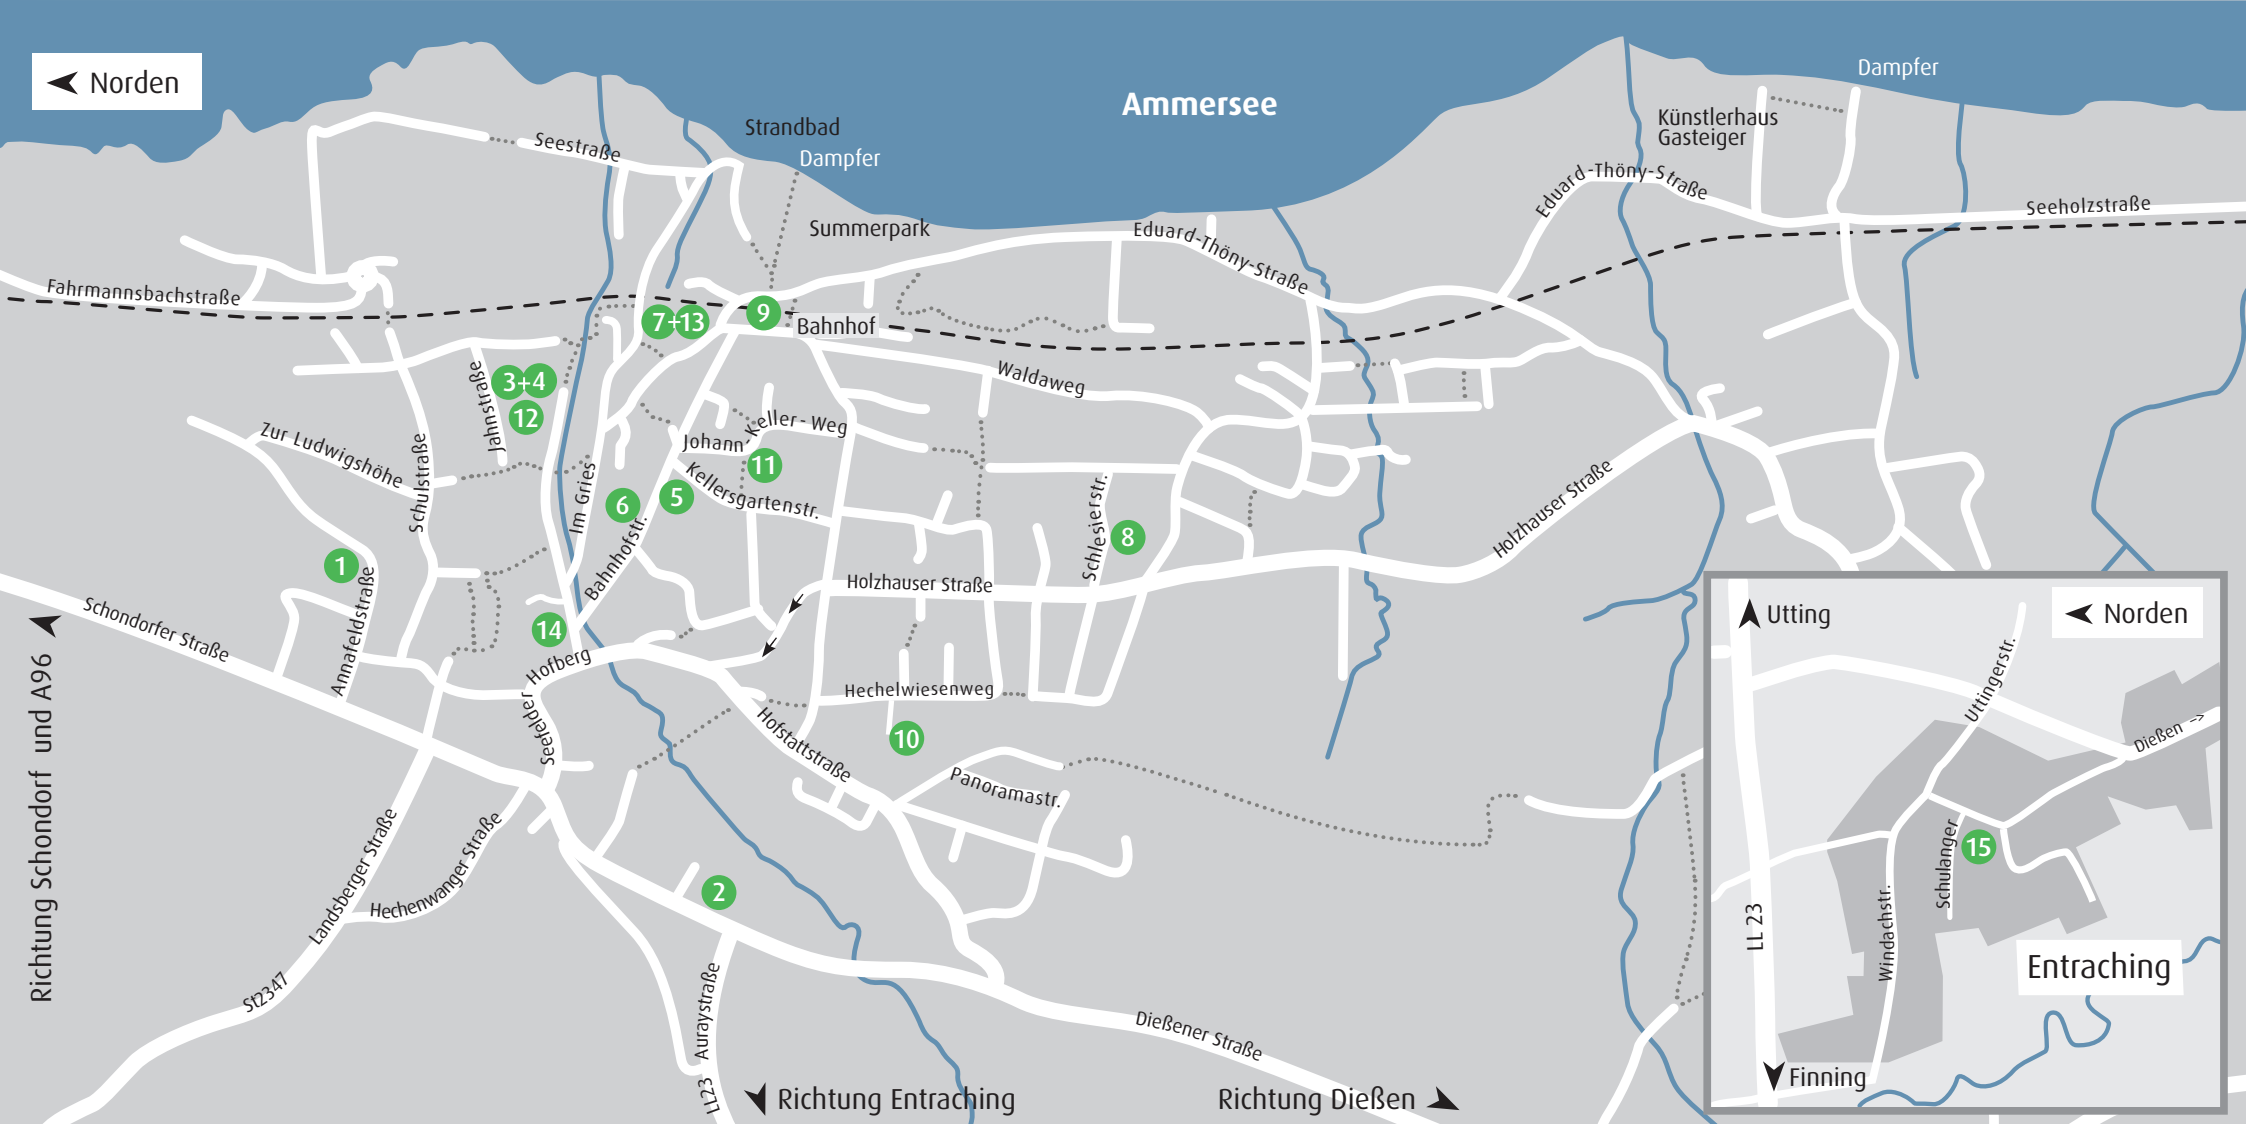 Norden
Ammersee
Dampfer
Künstlerhaus
Gasteiger
Strandbad
Dampfer
Seestraße
Eduard-Thöny-Straße
Seeholzstraße
Summerpark
Eduard-Thöny-Straße
Fahrmannsbachstraße
7+13
9
Bahnhof
Waldaweg
Jahnstraße
3+4
12
Johann-Keller-Weg
Zur Ludwigshöhe
Schulstraße
11
Kellersgartenstr.
Im Gries
6
5
Bahnhofstr.
Schlesierstr.
8
Holzhauser Straße
1
Annafeldstraße
Holzhauser Straße
Schondorfer Straße
14
Hofberg
Seefelder
Hechelwiesenweg
10
Hofstattstraße
Panoramastr.
Richtung Schondorf und A96
Landsberger Straße
Hechenwanger Straße
2
St2347
Auraystraße
LL23
Dießener Straße
Richtung Entraching
Richtung Dießen
Utting
Norden
Uttingerstr.
Dießen -->
Schulanger
15
LL 23
Windachstr.
Entraching
Finning